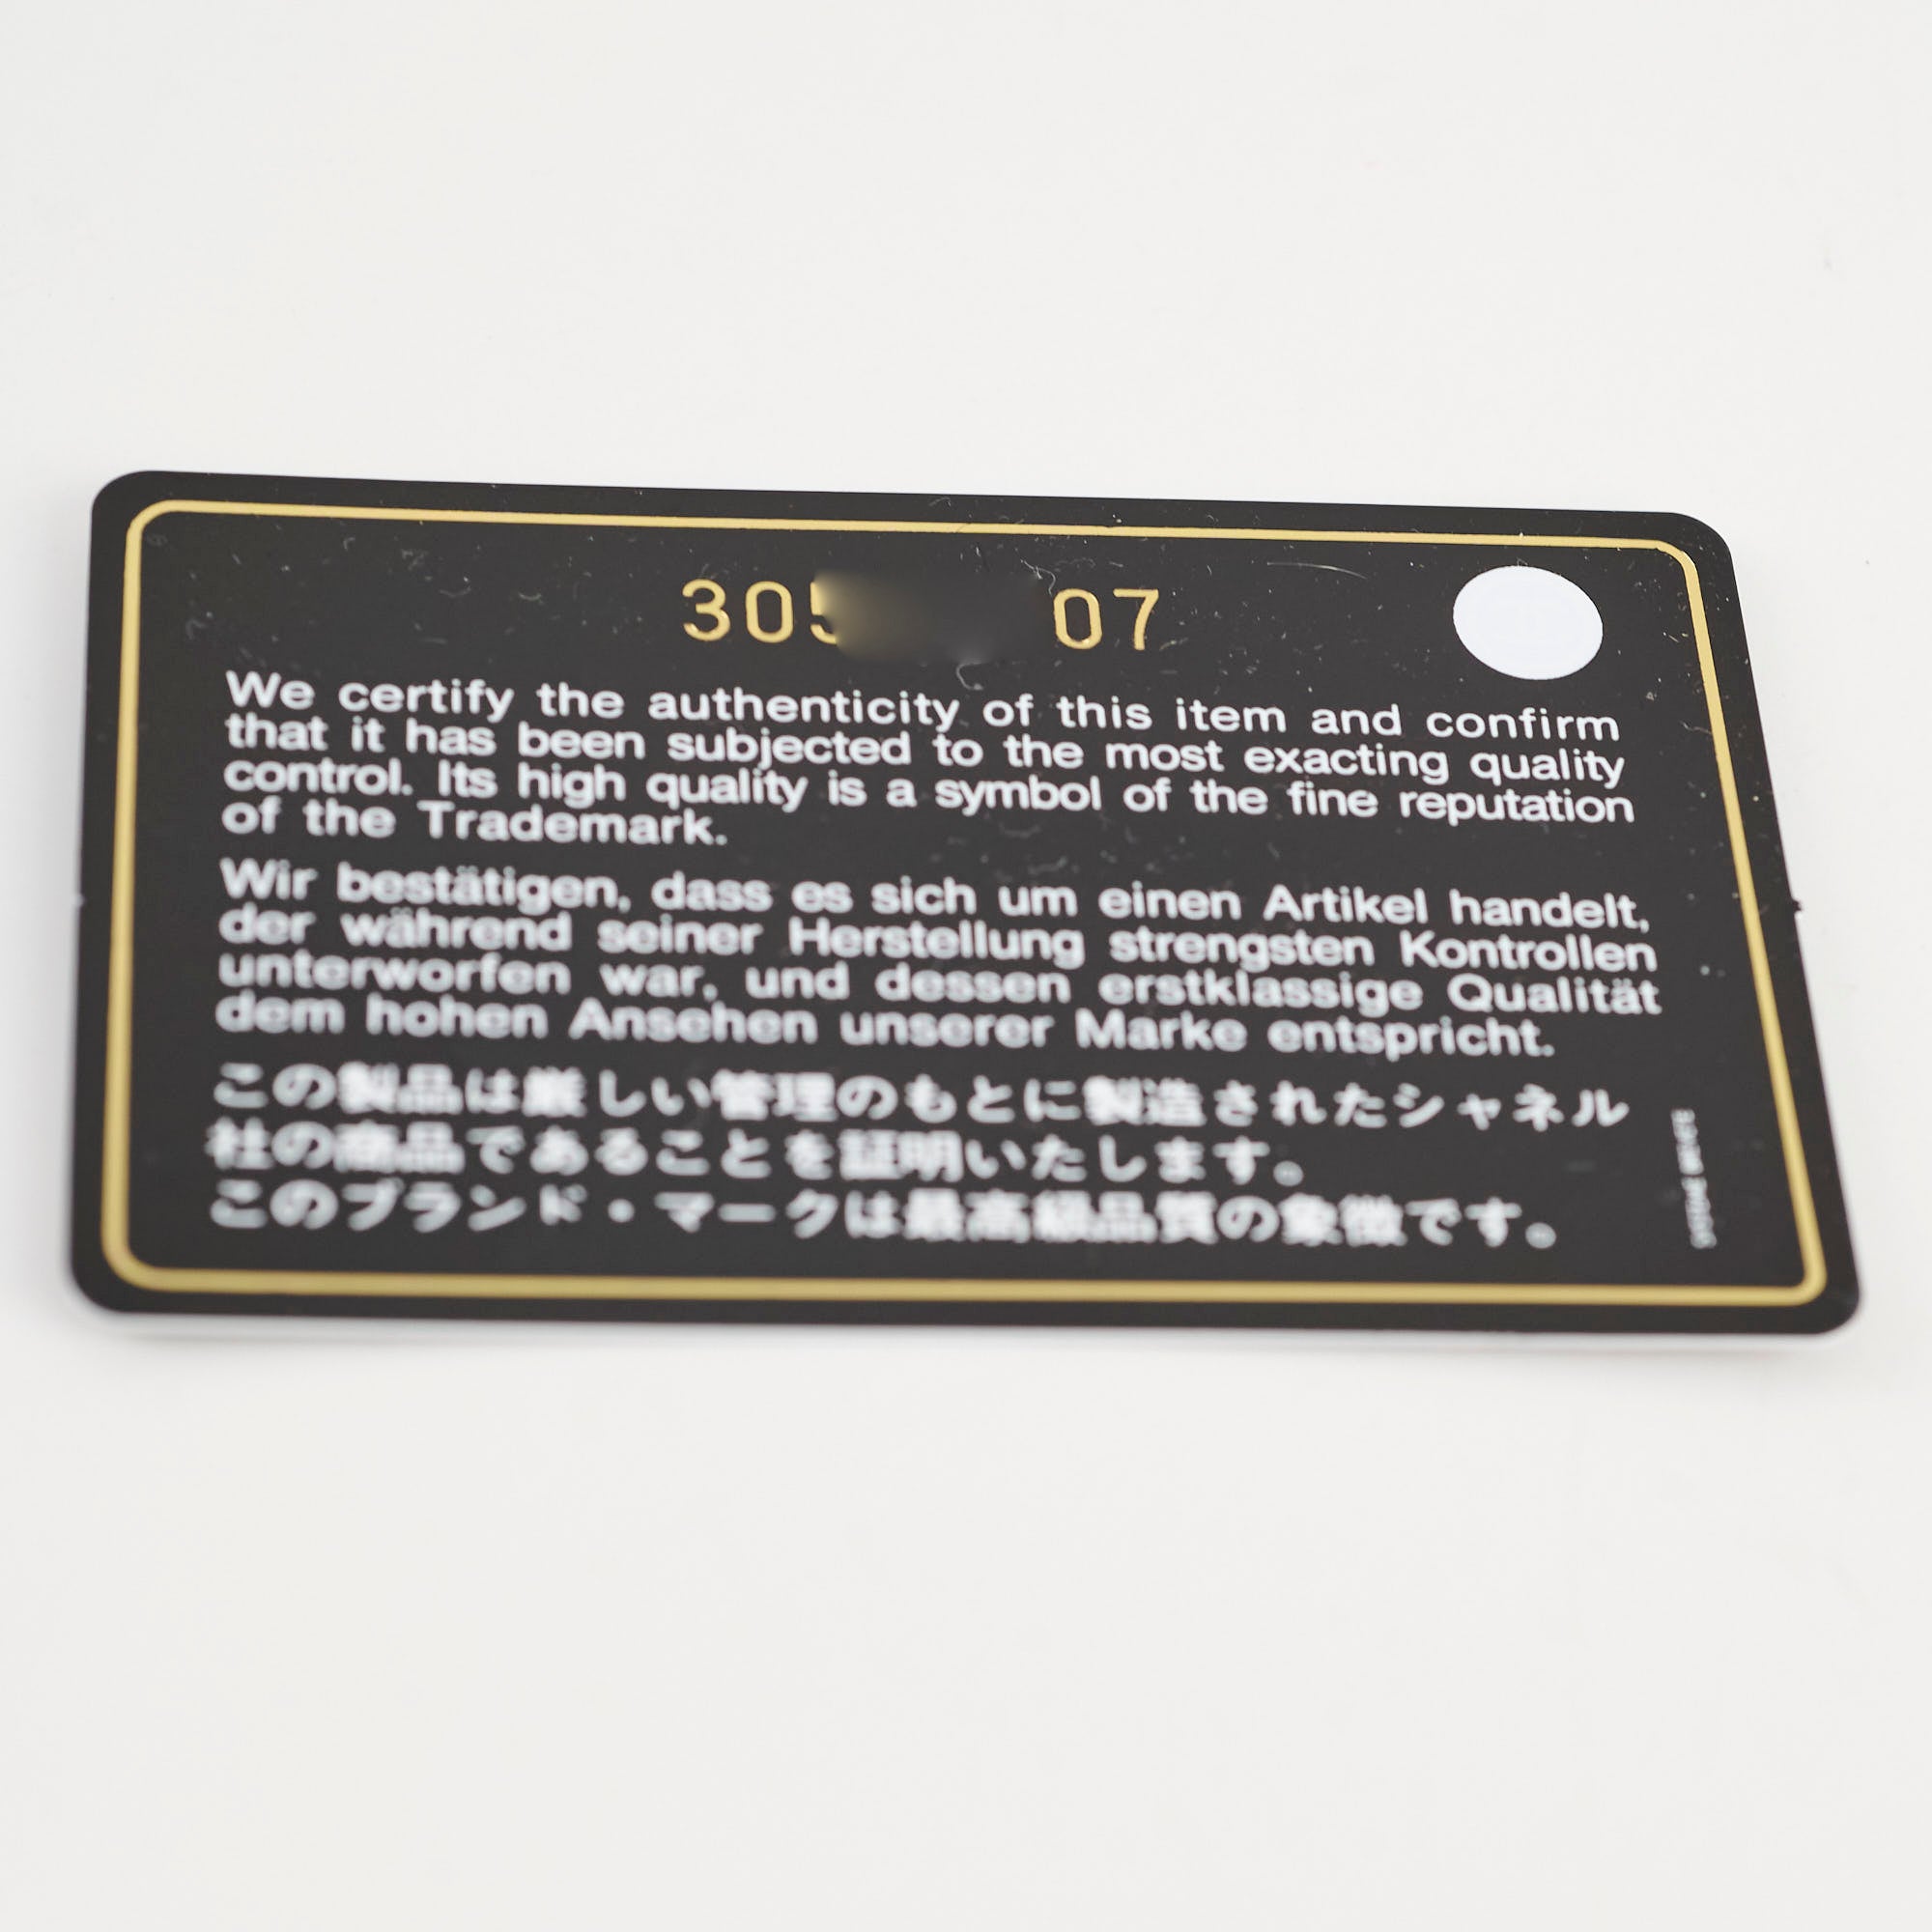 305 07
We certify the authenticity of this item and confirm
that it has been subjected to the most exacting quality
control. Its high quality is a symbol of the fine reputation
of the Trademark.
Wir bestätigen, dass es sich um einen Artikel handelt,
der während seiner Herstellung strengsten Kontrollen
unterworfen war, und dessen erstklassige Qualität
dem hohen Ansehen unserer Marke entspricht.
この製品は厳しい管理のもとに製造されたシャネル
社の商品であることを証明いたします。
このブランド・マークは最高級品質の象徴です。